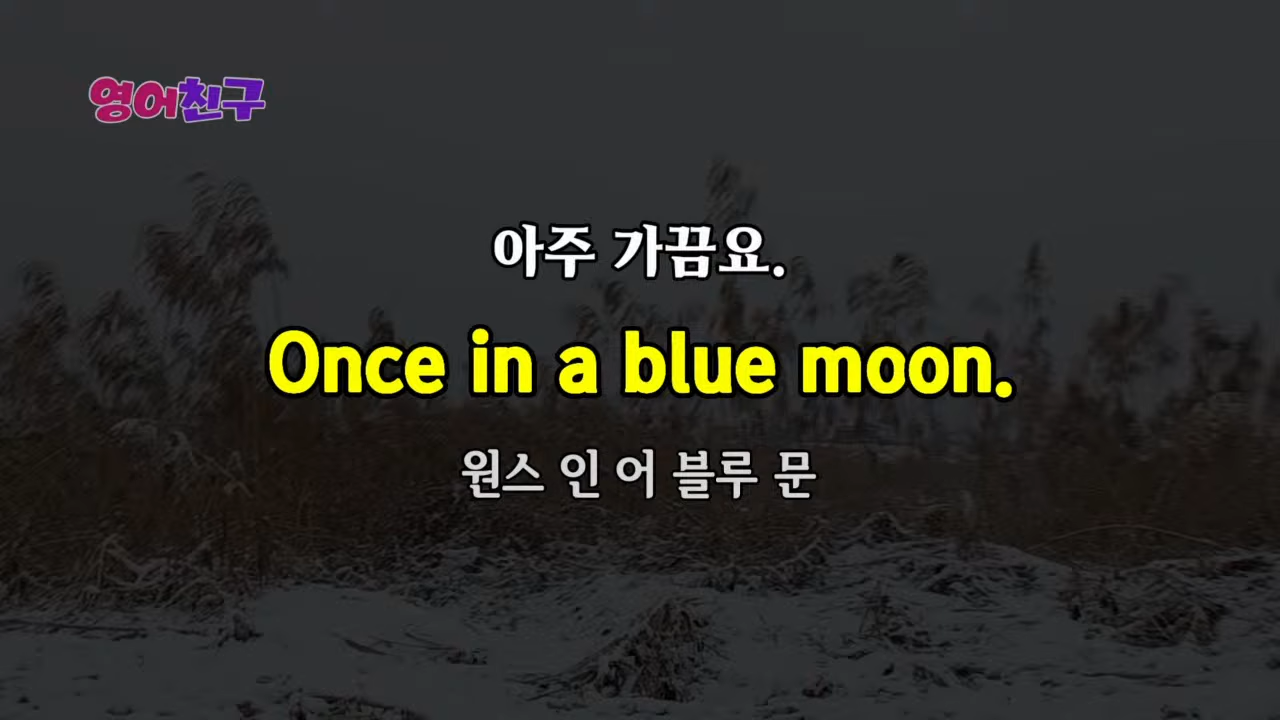 영어친구
아주 가끔요.
Once in a blue moon.
원스 인 어 블루 문